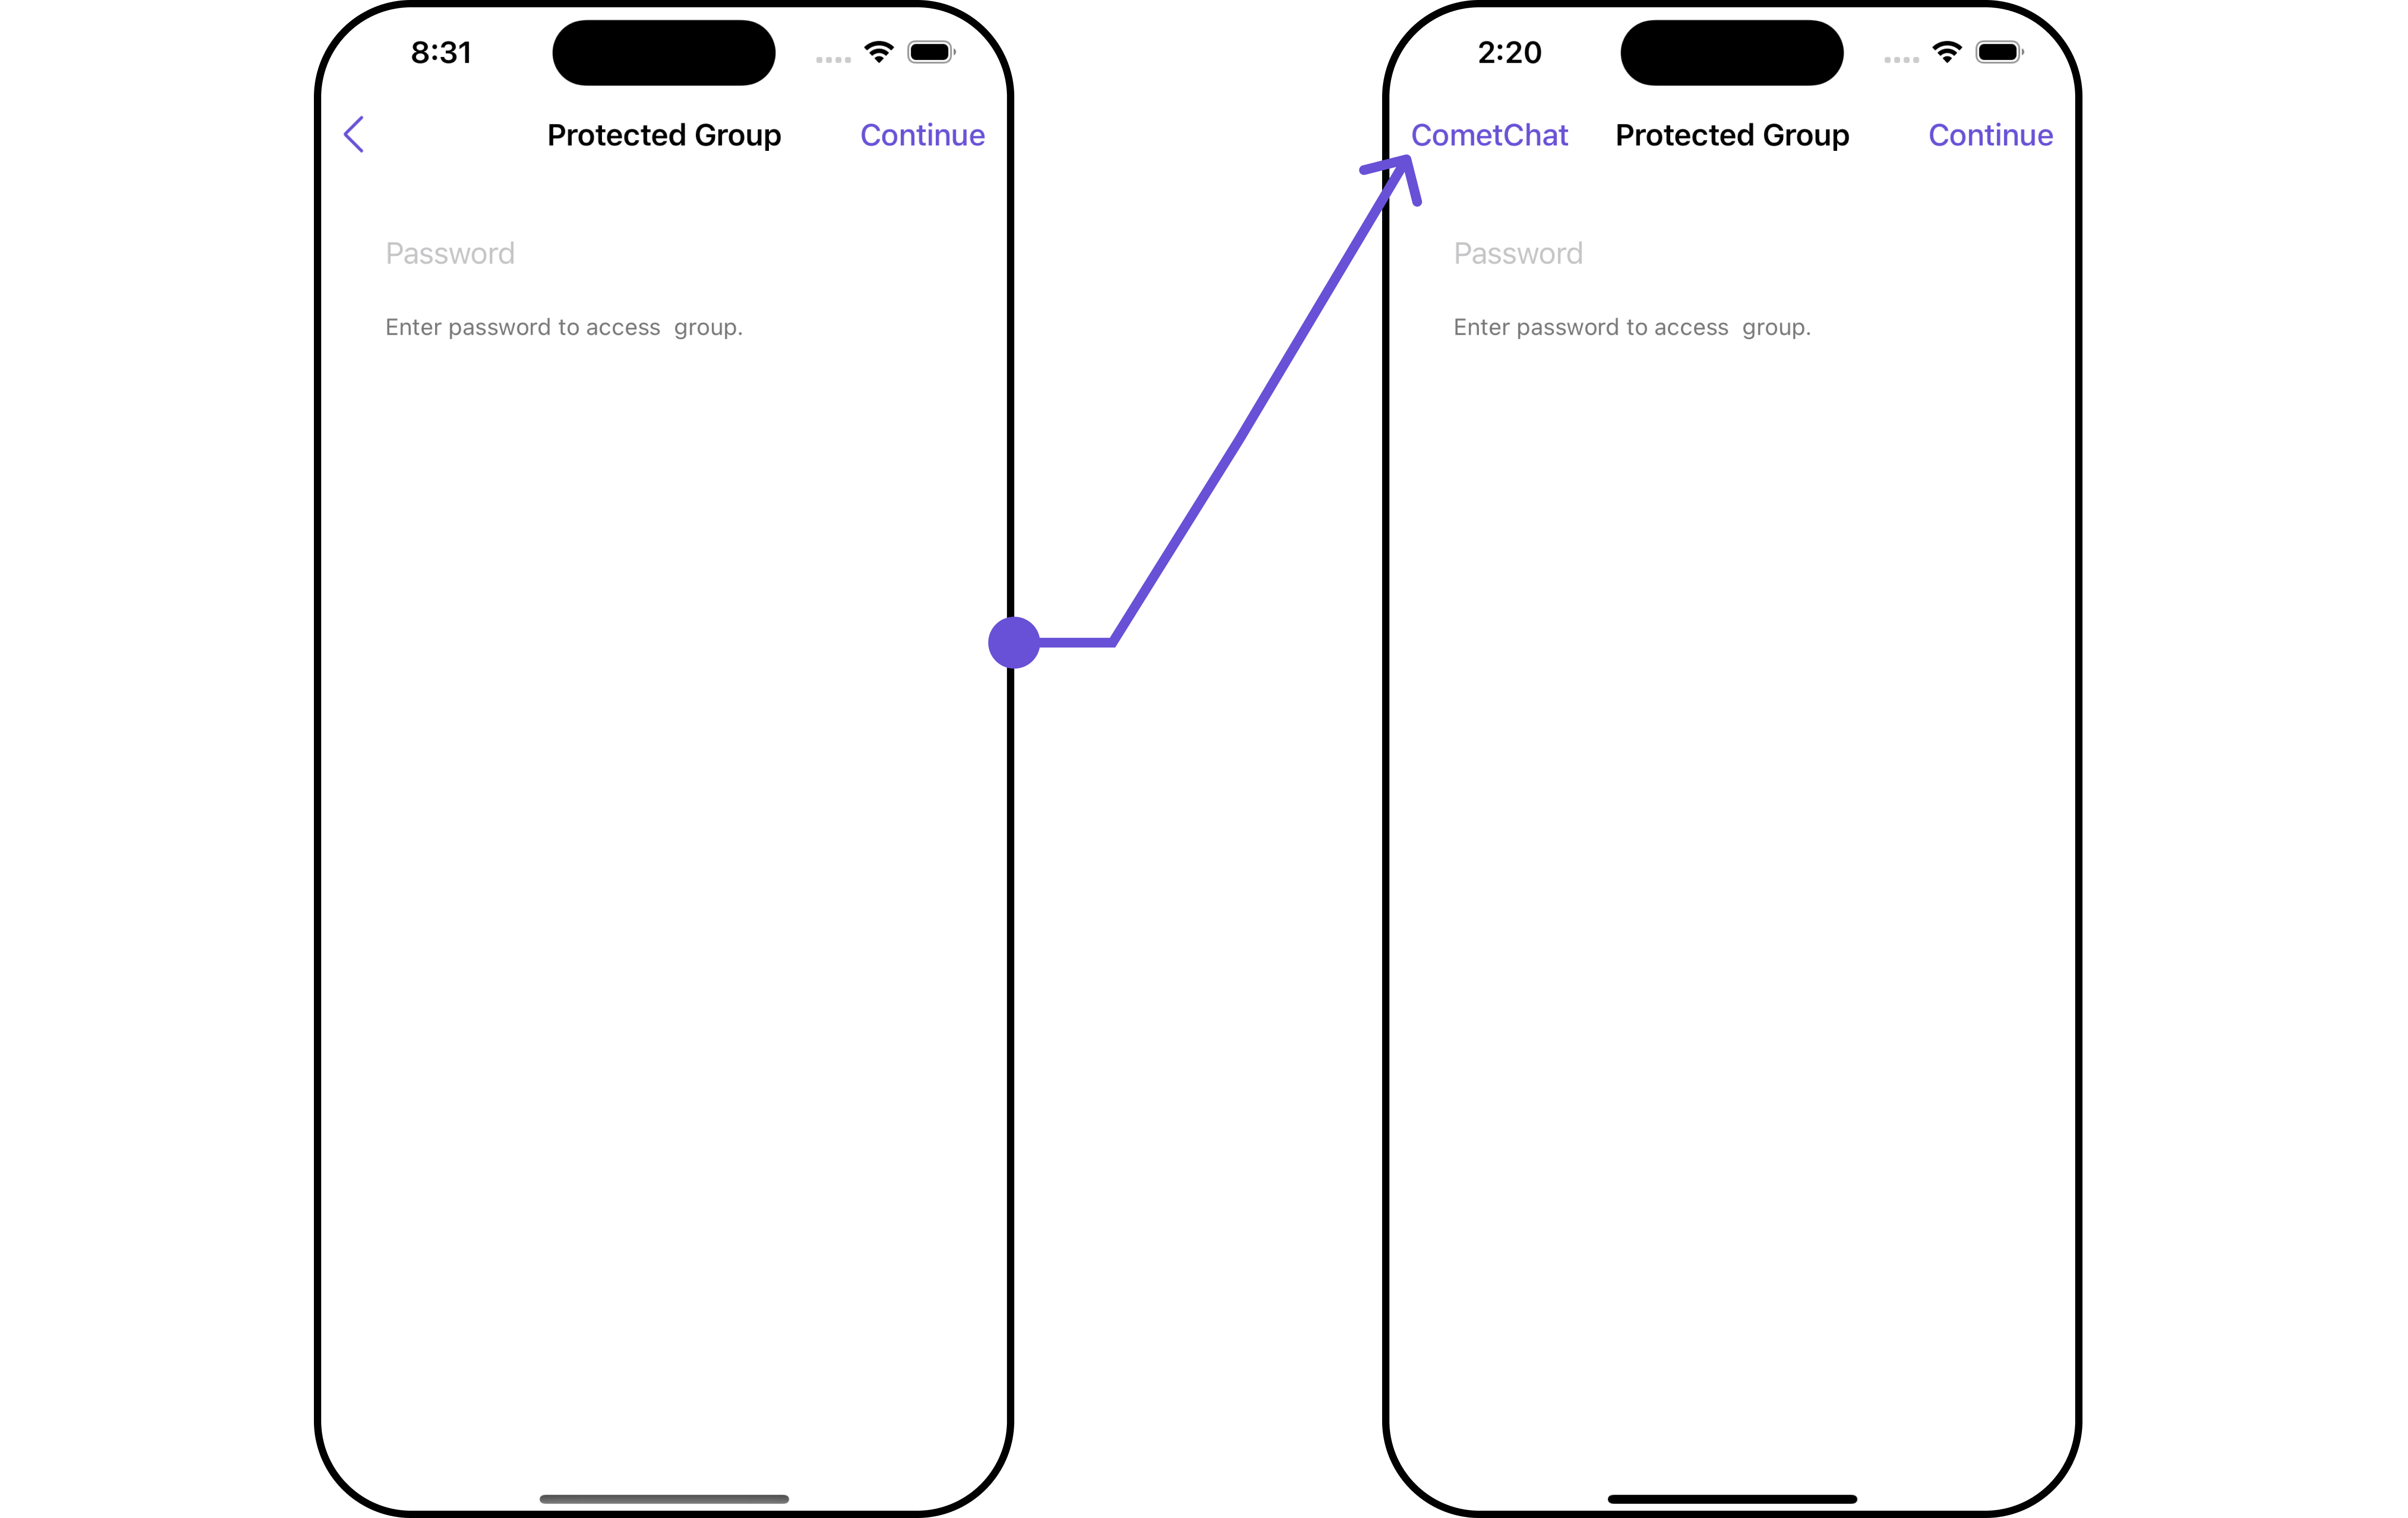 8:31
Protected Group
Continue
Password
Enter password to access  group.
2:20
CometChat
Protected Group
Continue
Password
Enter password to access  group.